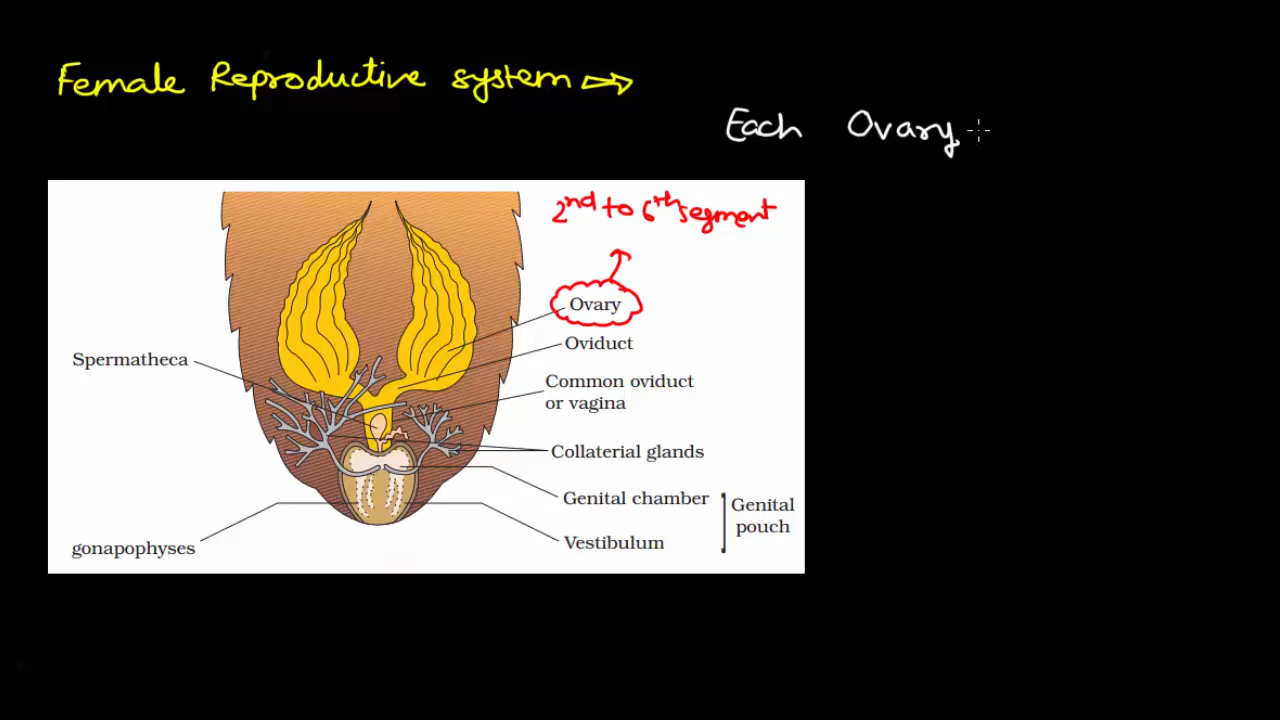 Female Reproductive system ⇒
Each Ovary
2nd to 6th segment
Ovary
Oviduct
Spermatheca
Common oviduct
or vagina
Collaterial glands
Genital chamber
Genital
pouch
gonapophyses
Vestibulum